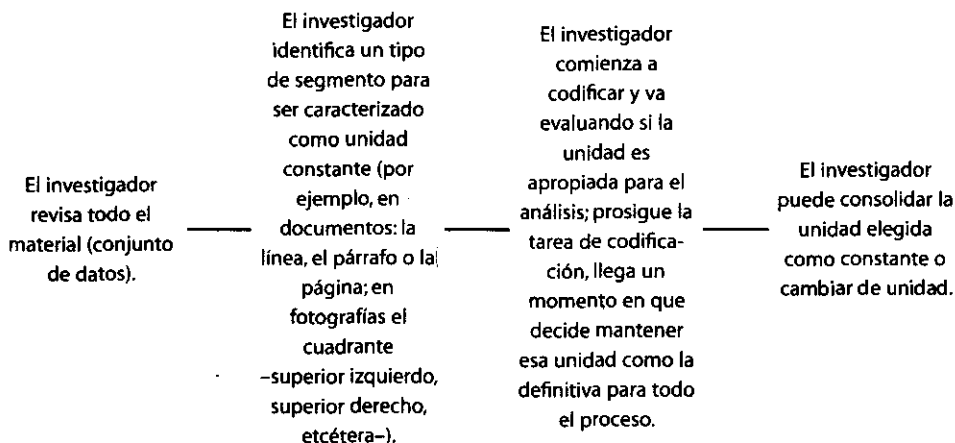 El investigador
revisa todo el
material (conjunto
de datos).
El investigador
identifica un tipo
de segmento para
ser caracterizado
como unidad
constante (por
ejemplo, en
documentos: la
línea, el párrafo o la
página; en
fotografías el
cuadrante
–superior izquierdo,
superior derecho,
etcétera–).
El investigador
comienza a
codificar y va
evaluando si la
unidad es
apropiada para el
análisis; prosigue la
tarea de codifica-
ción, llega un
momento en que
decide mantener
esa unidad como la
definitiva para todo
el proceso.
El investigador
puede consolidar la
unidad elegida
como constante o
cambiar de unidad.